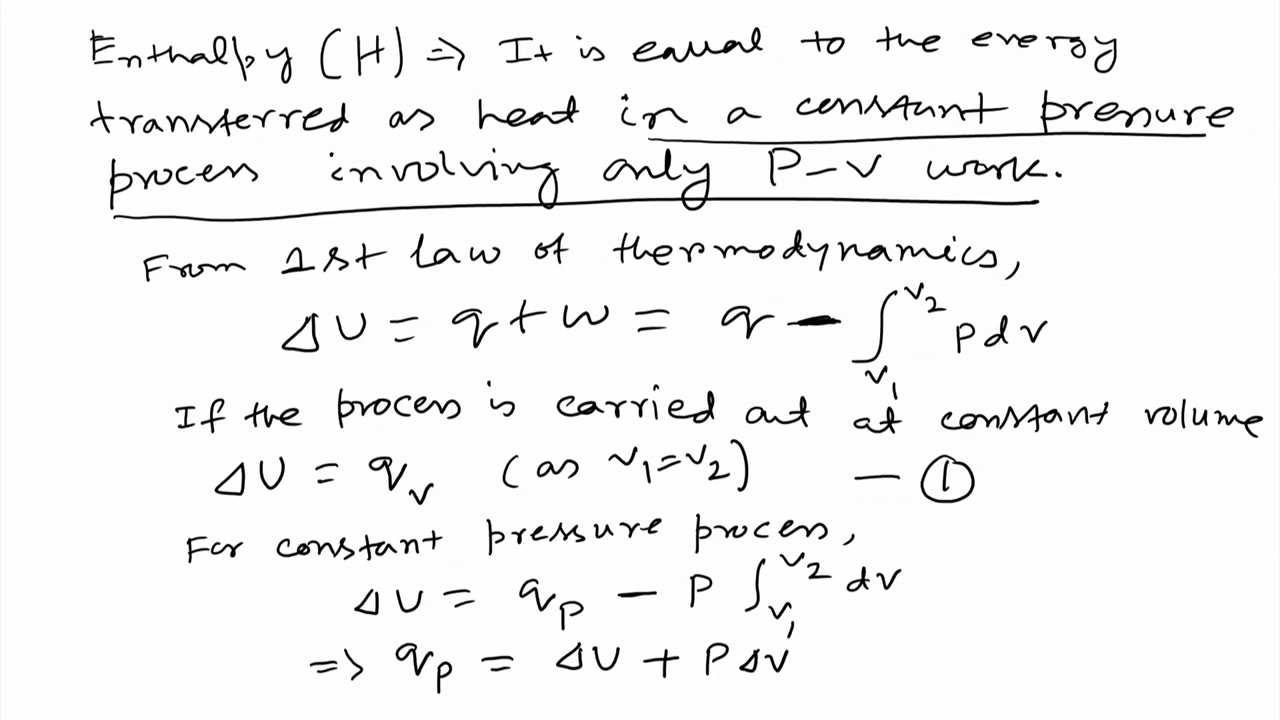 Enthalpy (H) => It is equal to the energy
transferred as heat in a constant pressure
process involving only P-V work.
From 1st law of thermodynamics,
ΔU = q + w = q - ∫_{V₁}^{V₂} P dV
If the process is carried out at constant volume
ΔU = q_v (as V₁=V₂) — ①
For constant pressure process,
ΔU = q_p - P ∫_{V₁}^{V₂} dV
=> q_p = ΔU + PΔV